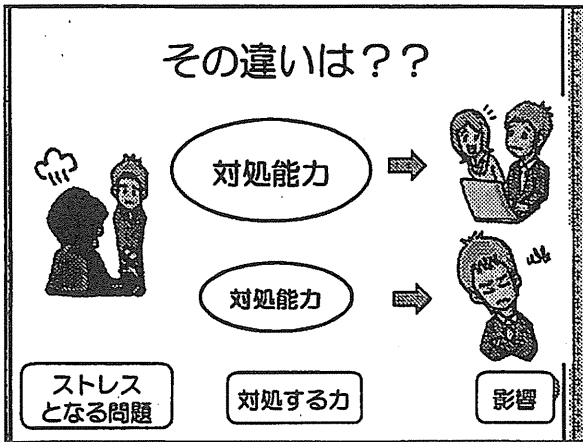 その違いは？？
対処能力
対処能力
ストレス
となる問題
対処する力
影響